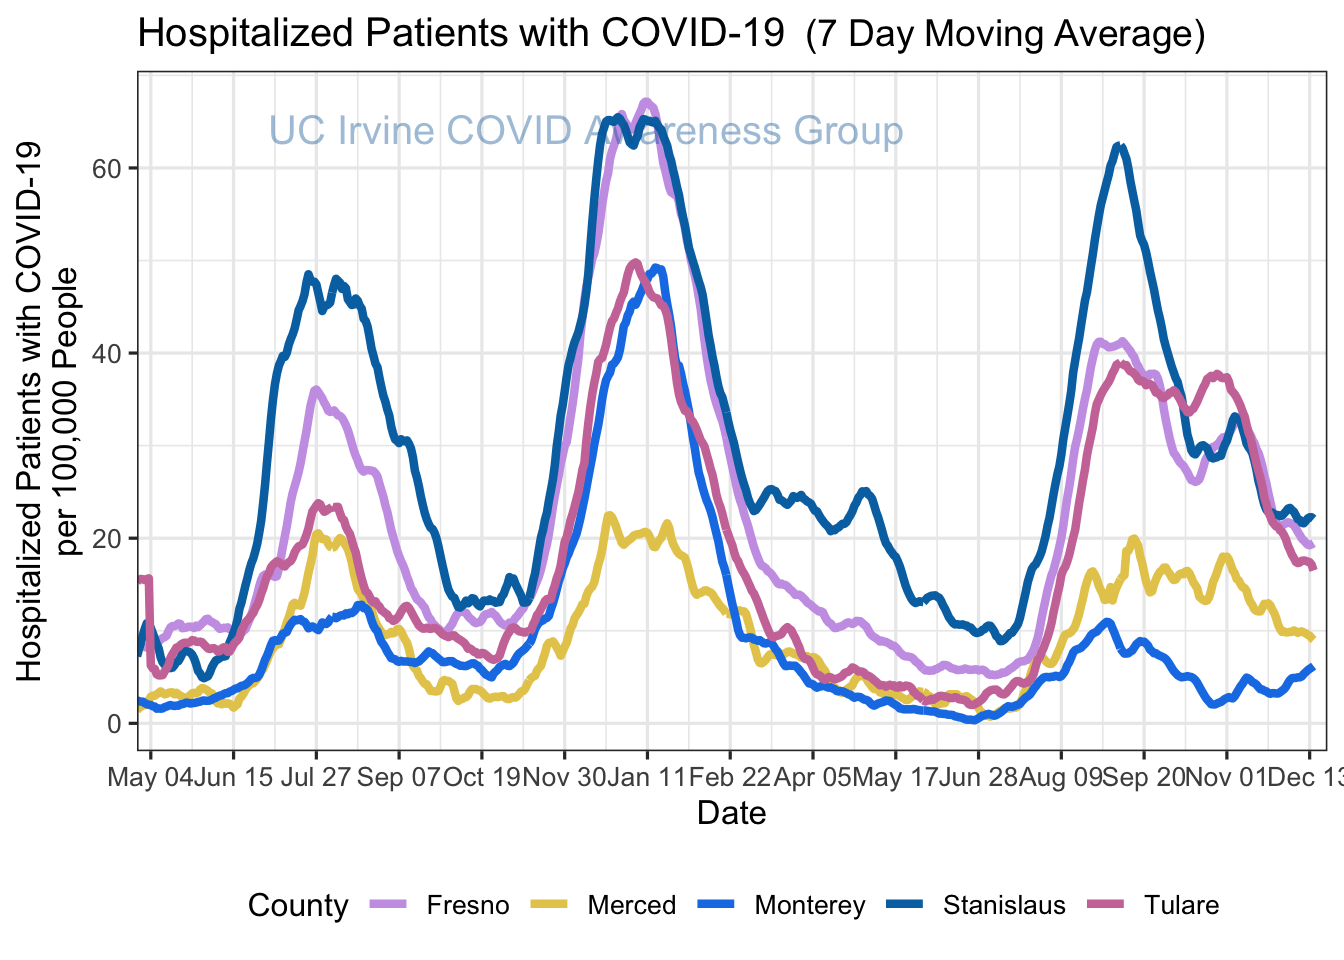 Hospitalized Patients with COVID-19 (7 Day Moving Average)
UC Irvine COVID Awareness Group
Hospitalized Patients with COVID-19
per 100,000 People
60
40
20
0
May 04 Jun 15 Jul 27 Sep 07 Oct 19 Nov 30 Jan 11 Feb 22 Apr 05 May 17 Jun 28 Aug 09 Sep 20 Nov 01 Dec 13
Date
County Fresno Merced Monterey Stanislaus Tulare